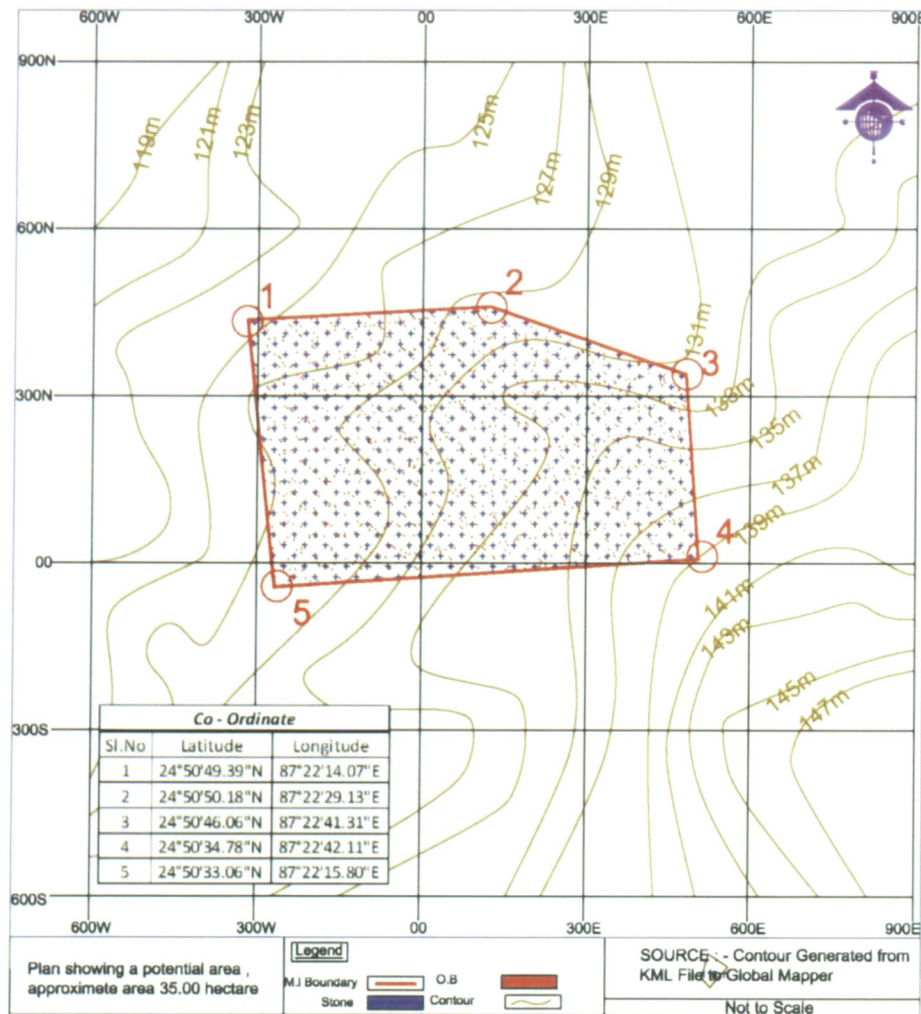 600W 300W 00 300E 600E 900E
900N
119m 121m 123m 125m 127m 129m
600N
1 2
131m
3
300N
133m
135m
137m
139m
4
00
5
141m
143m
145m
147m
Co - Ordinate
Sl.No Latitude Longitude
1 24°50'49.39"N 87°22'14.07"E
2 24°50'50.18"N 87°22'29.13"E
3 24°50'46.06"N 87°22'41.31"E
4 24°50'34.78"N 87°22'42.11"E
5 24°50'33.06"N 87°22'15.80"E
300S
600S
600W 300W 00 300E 600E 900E
Plan showing a potential area ,
approximete area 35.00 hectare
Legend
M.I Boundary O.B
Stone Contour
SOURCE :- Contour Generated from
KML File to Global Mapper
Not to Scale